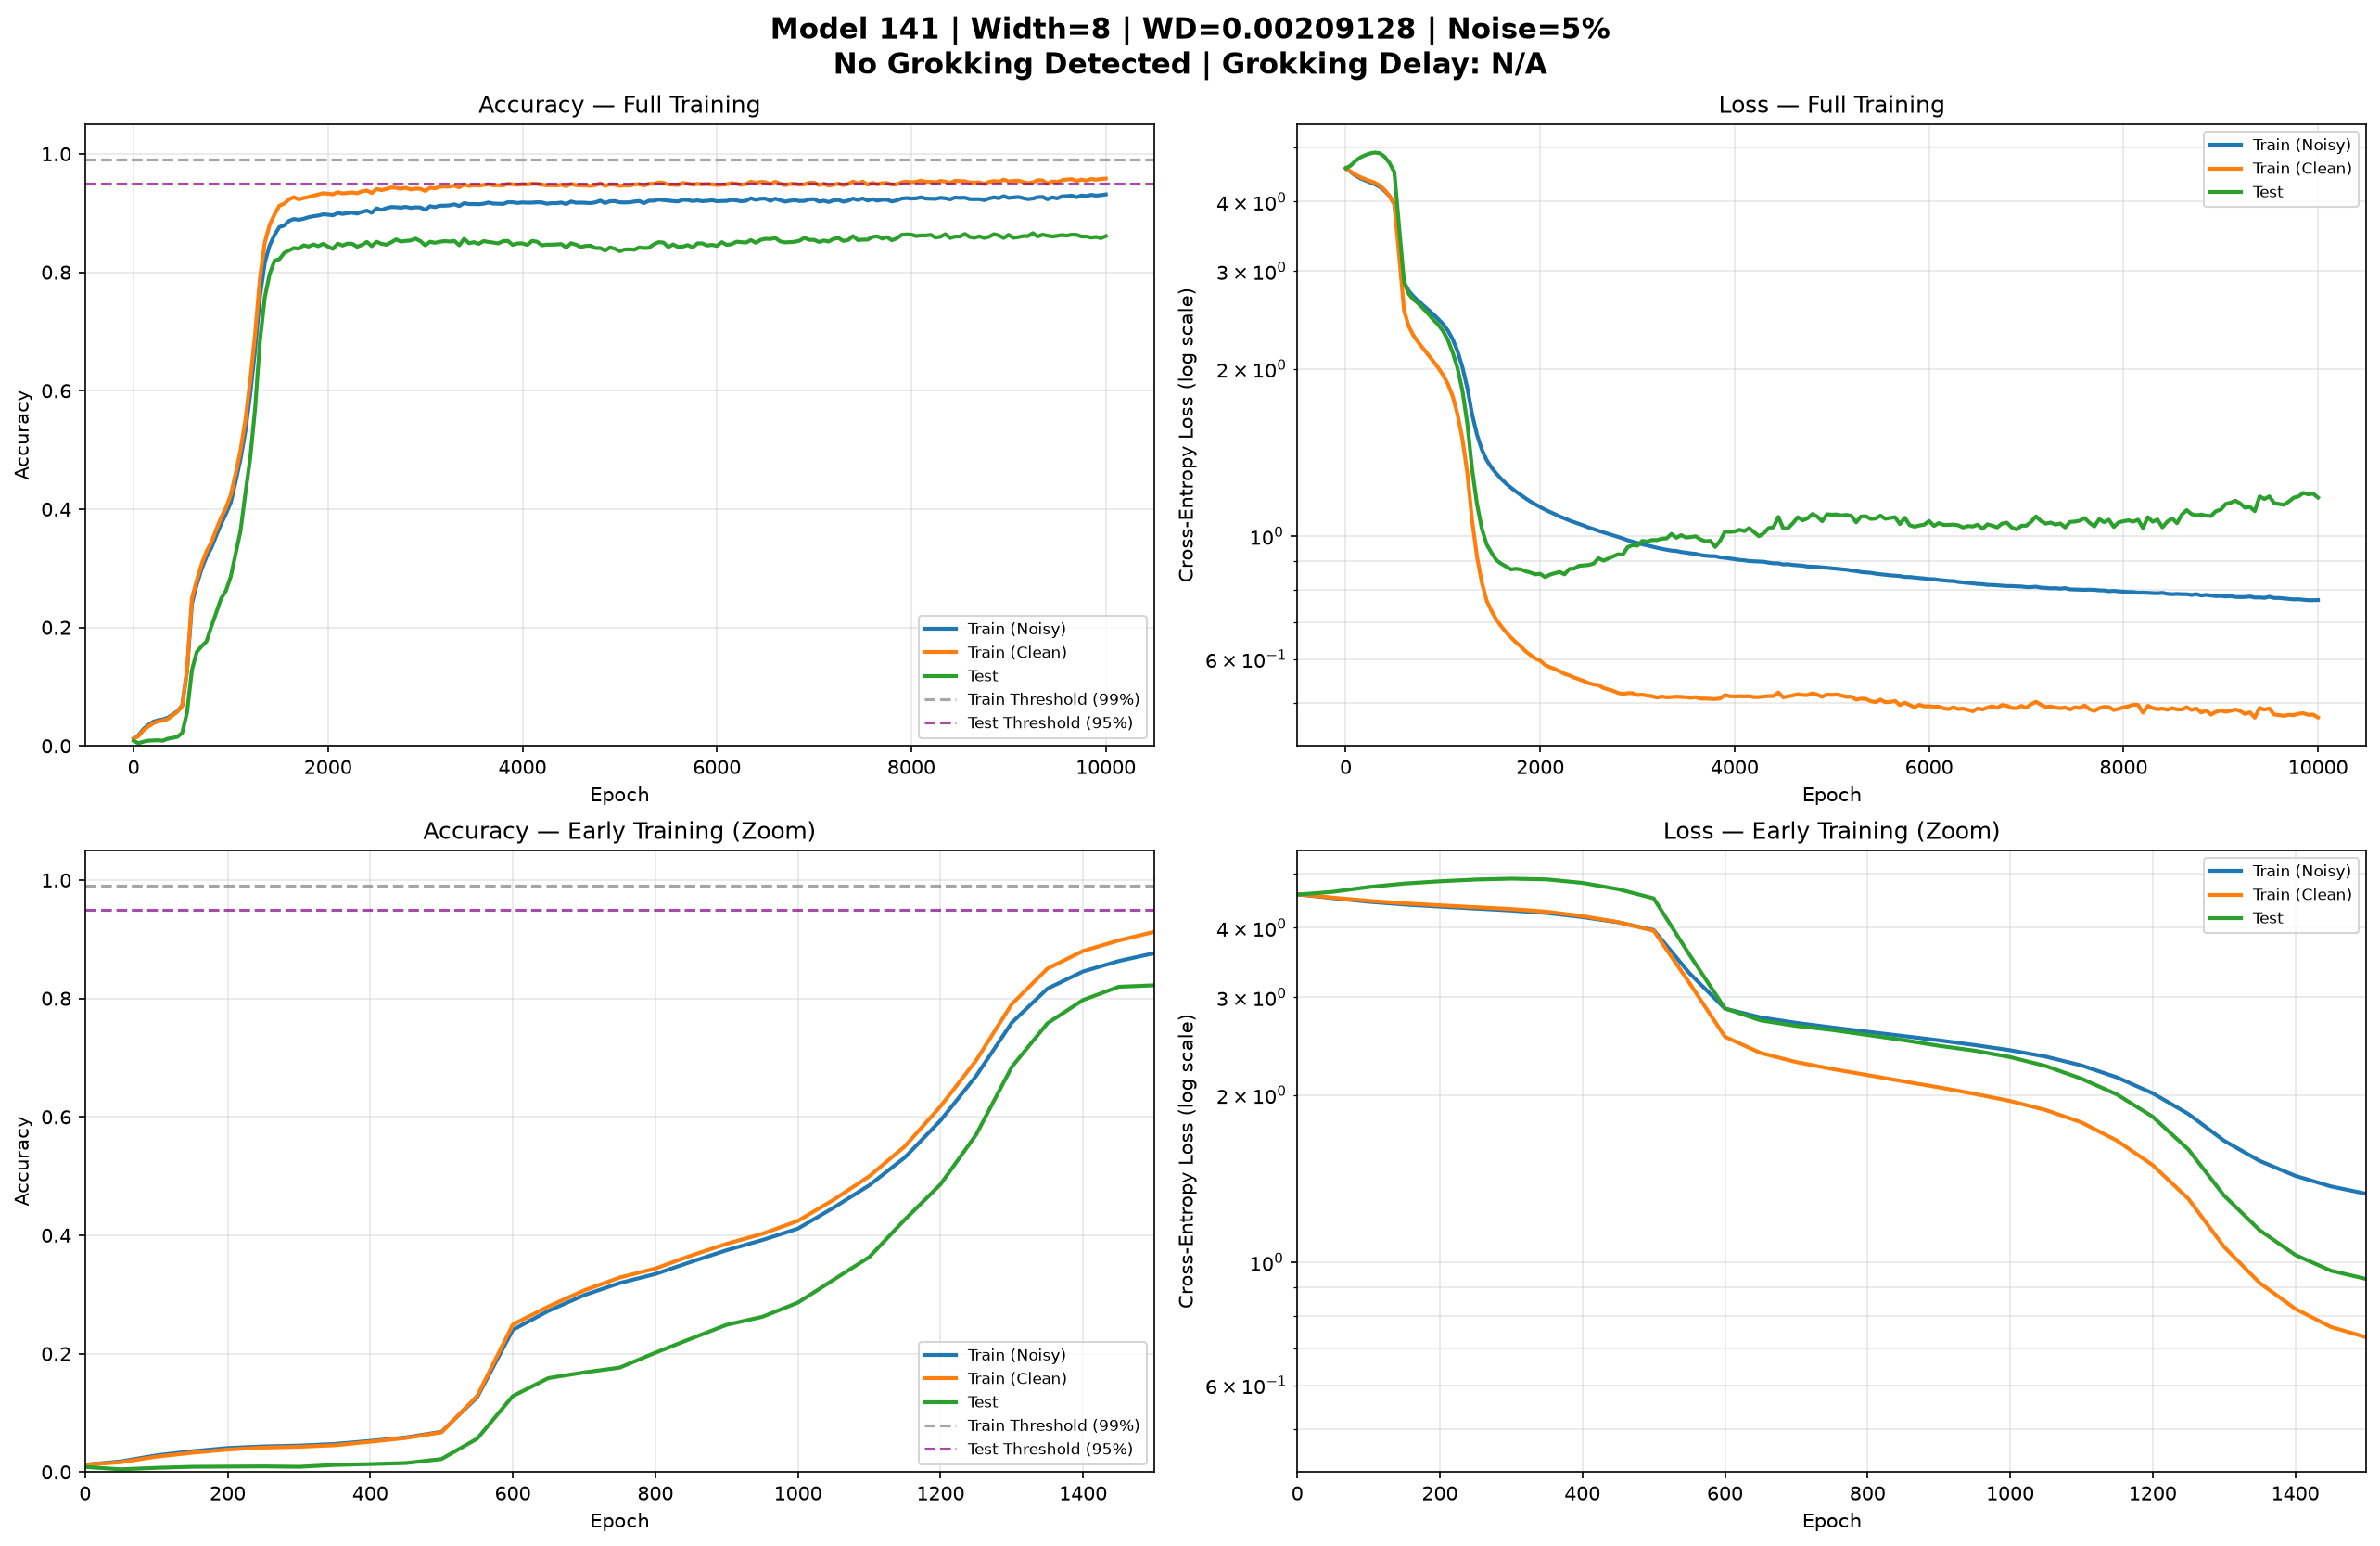 Model 141 | Width=8 | WD=0.00209128 | Noise=5%
No Grokking Detected | Grokking Delay: N/A
Accuracy — Full Training
Accuracy
1.0
0.8
0.6
0.4
0.2
0.0
0 2000 4000 6000 8000 10000
Epoch
Train (Noisy)
Train (Clean)
Test
Train Threshold (99%)
Test Threshold (95%)
Loss — Full Training
Cross-Entropy Loss (log scale)
4 × 10⁰
3 × 10⁰
2 × 10⁰
10⁰
6 × 10⁻¹
0 2000 4000 6000 8000 10000
Epoch
Train (Noisy)
Train (Clean)
Test
Accuracy — Early Training (Zoom)
Accuracy
1.0
0.8
0.6
0.4
0.2
0.0
0 200 400 600 800 1000 1200 1400
Epoch
Train (Noisy)
Train (Clean)
Test
Train Threshold (99%)
Test Threshold (95%)
Loss — Early Training (Zoom)
Cross-Entropy Loss (log scale)
4 × 10⁰
3 × 10⁰
2 × 10⁰
10⁰
6 × 10⁻¹
0 200 400 600 800 1000 1200 1400
Epoch
Train (Noisy)
Train (Clean)
Test